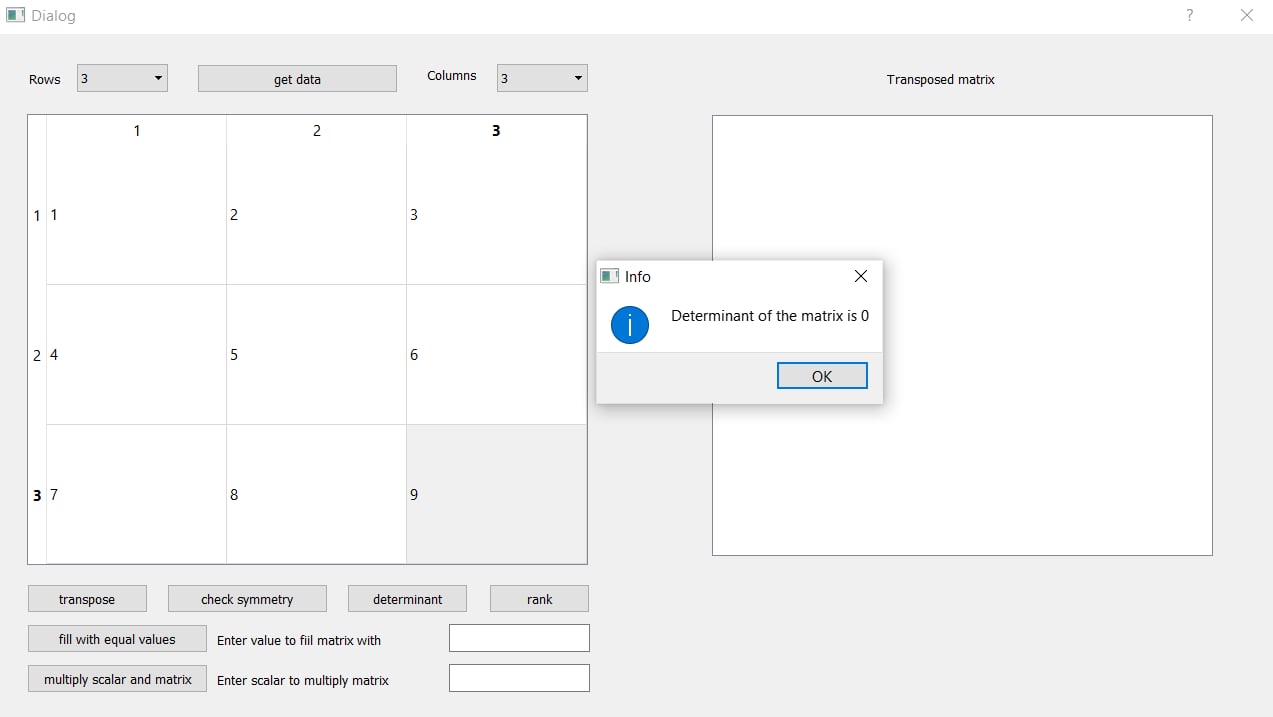 Dialog ?
Rows 3 get data Columns 3 Transposed matrix
1 2 3
1 1 2 3
Info
Determinant of the matrix is 0
2 4 5 6
OK
3 7 8 9
transpose check symmetry determinant rank
fill with equal values Enter value to fiil matrix with
multiply scalar and matrix Enter scalar to multiply matrix